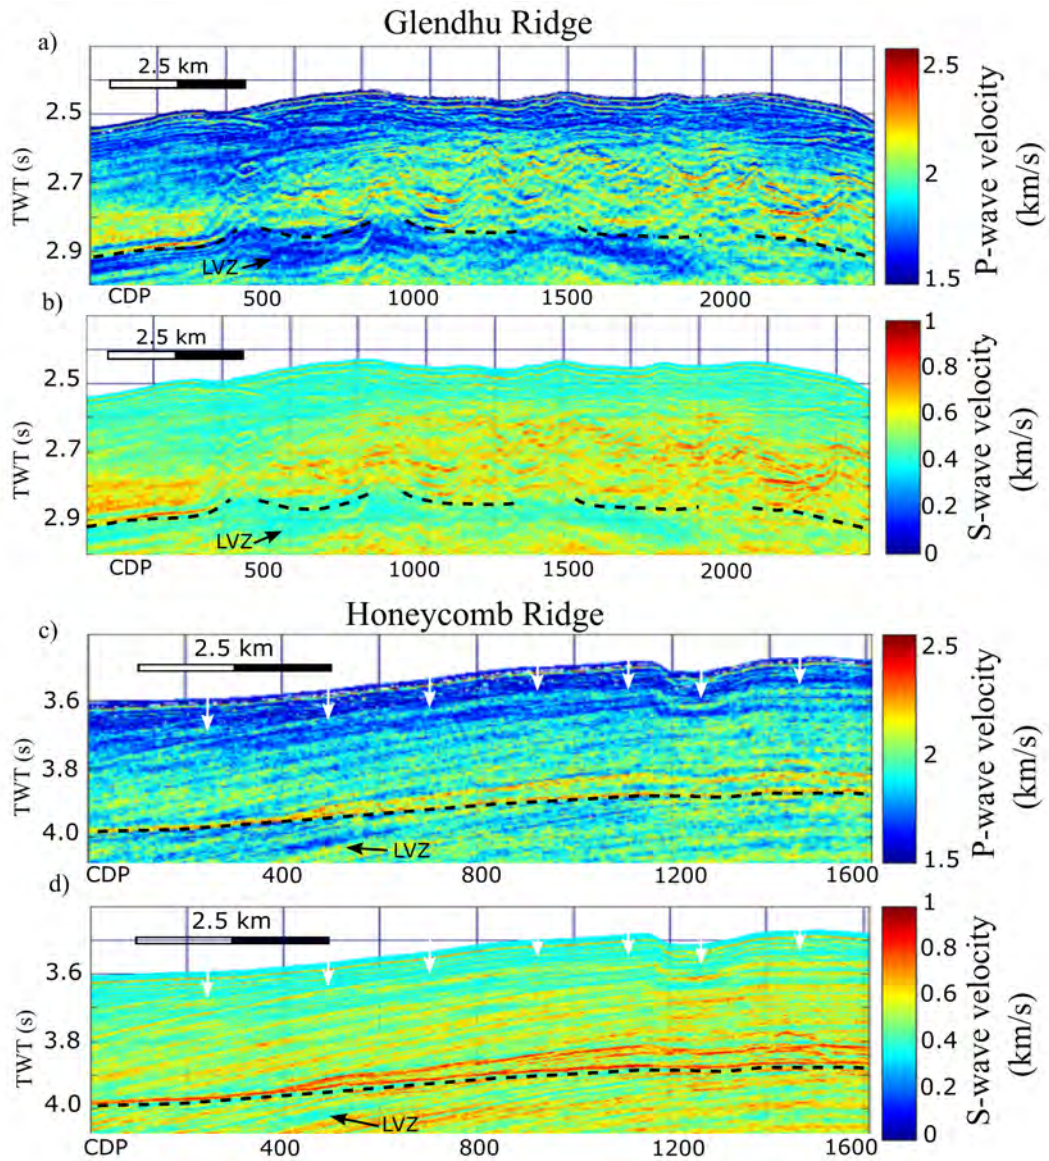 Glendhu Ridge
a)
2.5 km
2.5
2.7
2.9
TWT (s)
LVZ
CDP 500 1000 1500 2000
2.5
2
1.5
P-wave velocity
(km/s)
b)
2.5 km
2.5
2.7
2.9
TWT (s)
LVZ
CDP 500 1000 1500 2000
1
0.8
0.6
0.4
0.2
0
S-wave velocity
(km/s)
Honeycomb Ridge
c)
2.5 km
3.6
3.8
4.0
TWT (s)
LVZ
CDP 400 800 1200 1600
2.5
2
1.5
P-wave velocity
(km/s)
d)
2.5 km
3.6
3.8
4.0
TWT (s)
LVZ
CDP 400 800 1200 1600
1
0.8
0.6
0.4
0.2
0
S-wave velocity
(km/s)